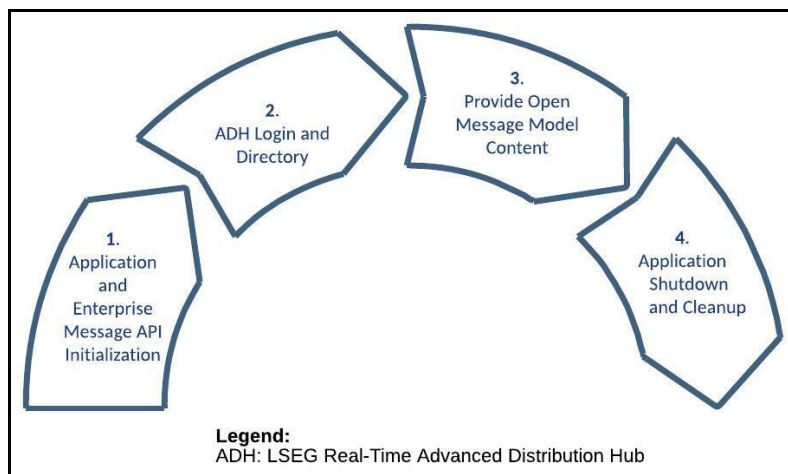 1.
Application
and
Enterprise
Message API
Initialization
2.
ADH Login and
Directory
3.
Provide Open
Message Model
Content
4.
Application
Shutdown
and Cleanup
Legend:
ADH: LSEG Real-Time Advanced Distribution Hub